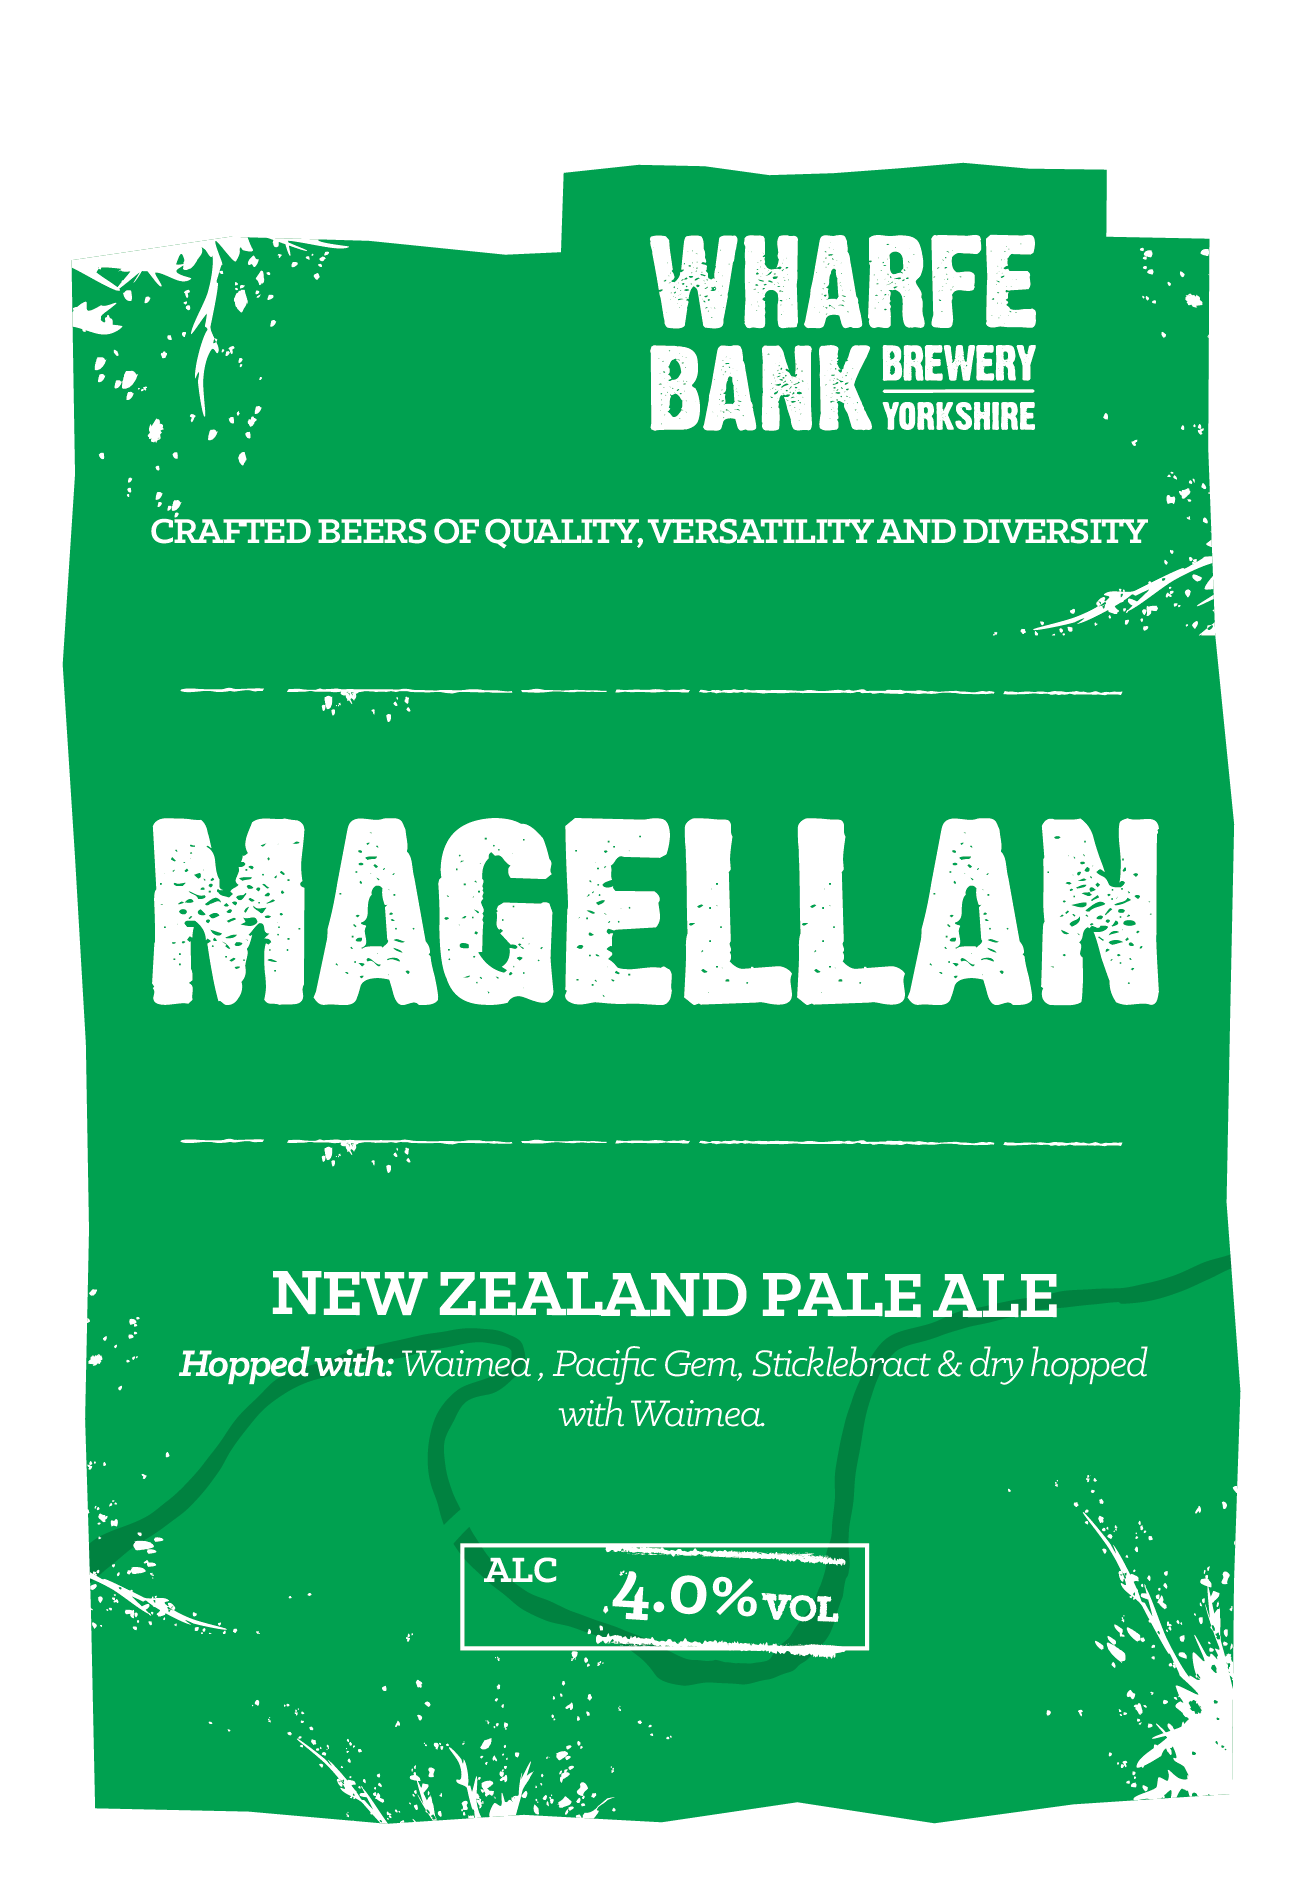 WHARFE
BANK BREWERY
YORKSHIRE
CRAFTED BEERS OF QUALITY, VERSATILITY AND DIVERSITY
MAGELLAN
NEW ZEALAND PALE ALE
Hopped with: Waimea , Pacific Gem, Sticklebract & dry hopped
with Waimea.
ALC 4.0% VOL